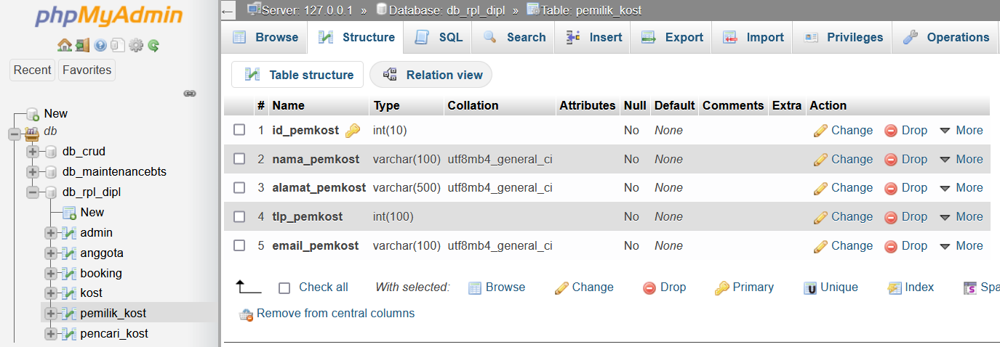 phpMyAdmin
Recent Favorites
New
db
db_crud
db_maintenancebts
db_rpl_dipl
New
admin
anggota
booking
kost
pemilik_kost
pencari_kost
← Server: 127.0.0.1 » Database: db_rpl_dipl » Table: pemilik_kost
Browse Structure SQL Search Insert Export Import Privileges Operations
Table structure Relation view
# Name Type Collation Attributes Null Default Comments Extra Action
1 id_pemkost int(10) No None Change Drop More
2 nama_pemkost varchar(100) utf8mb4_general_ci No None Change Drop More
3 alamat_pemkost varchar(500) utf8mb4_general_ci No None Change Drop More
4 tlp_pemkost int(100) No None Change Drop More
5 email_pemkost varchar(100) utf8mb4_general_ci No None Change Drop More
Check all With selected: Browse Change Drop Primary Unique Index Spa
Remove from central columns